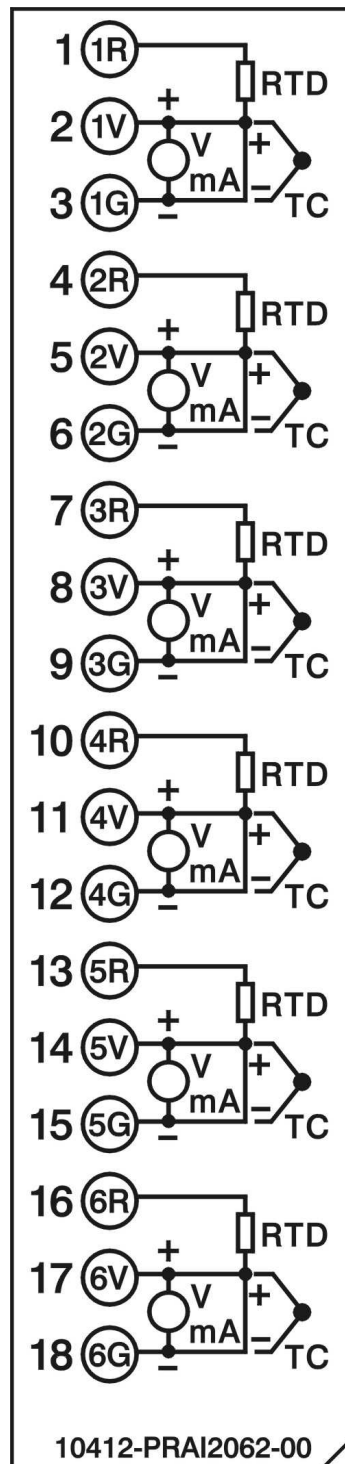 1 1R
RTD
2 1V + V +
3 1G - mA - TC
4 2R
RTD
5 2V + V +
6 2G - mA - TC
7 3R
RTD
8 3V + V +
9 3G - mA - TC
10 4R
RTD
11 4V + V +
12 4G - mA - TC
13 5R
RTD
14 5V + V +
15 5G - mA - TC
16 6R
RTD
17 6V + V +
18 6G - mA - TC
10412-PRAI2062-00